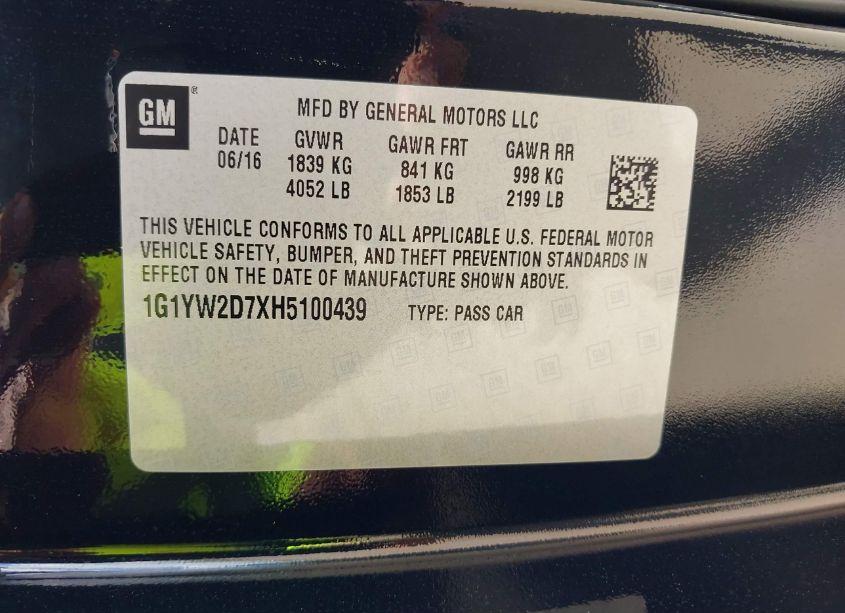 GM ®
MFD BY GENERAL MOTORS LLC
DATE GVWR GAWR FRT GAWR RR
06/16 1839 KG 841 KG 998 KG
4052 LB 1853 LB 2199 LB
THIS VEHICLE CONFORMS TO ALL APPLICABLE U.S. FEDERAL MOTOR
VEHICLE SAFETY, BUMPER, AND THEFT PREVENTION STANDARDS IN
EFFECT ON THE DATE OF MANUFACTURE SHOWN ABOVE.
1G1YW2D7XH5100439 TYPE: PASS CAR